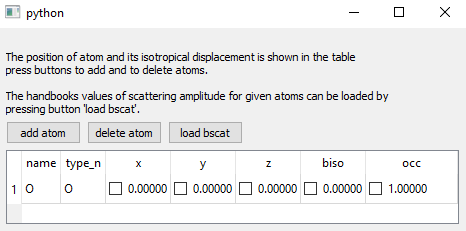 python
The position of atom and its isotropical displacement is shown in the table
press buttons to add and to delete atoms.
The handbooks values of scattering amplitude for given atoms can be loaded by
pressing button 'load bscat'.
add atom delete atom load bscat
name type_n x y z biso occ
1 O O 0.00000 0.00000 0.00000 0.00000 1.00000